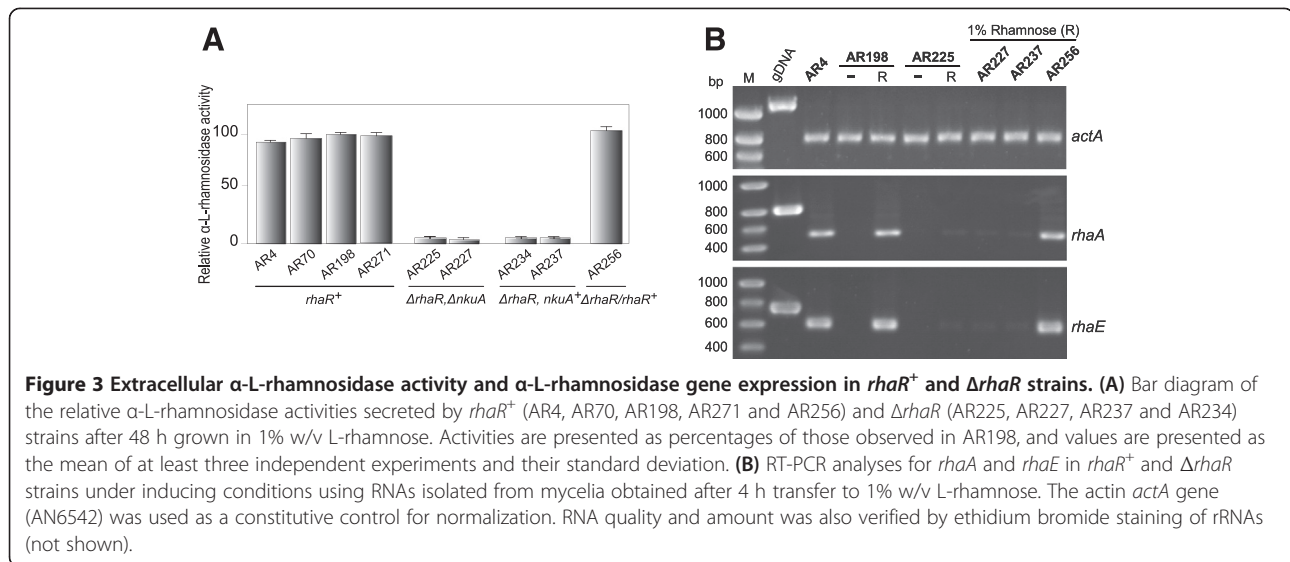 A
Relative α-L-rhamnosidase activity
100
50
0
AR4 AR70 AR198 AR271 AR225 AR227 AR234 AR237 AR256
rhaR+ ΔrhaR,ΔnkuA ΔrhaR, nkuA+ ΔrhaR/rhaR+
B
1% Rhamnose (R)
bp M gDNA AR4 AR198 AR225 AR227 AR237 AR256
– R – R
1000
800
600
actA
1000
800
600
400
rhaA
1000
800
600
400
rhaE
Figure 3 Extracellular α-L-rhamnosidase activity and α-L-rhamnosidase gene expression in rhaR+ and ΔrhaR strains. (A) Bar diagram of
the relative α-L-rhamnosidase activities secreted by rhaR+ (AR4, AR70, AR198, AR271 and AR256) and ΔrhaR (AR225, AR227, AR237 and AR234)
strains after 48 h grown in 1% w/v L-rhamnose. Activities are presented as percentages of those observed in AR198, and values are presented as
the mean of at least three independent experiments and their standard deviation. (B) RT-PCR analyses for rhaA and rhaE in rhaR+ and ΔrhaR
strains under inducing conditions using RNAs isolated from mycelia obtained after 4 h transfer to 1% w/v L-rhamnose. The actin actA gene
(AN6542) was used as a constitutive control for normalization. RNA quality and amount was also verified by ethidium bromide staining of rRNAs
(not shown).